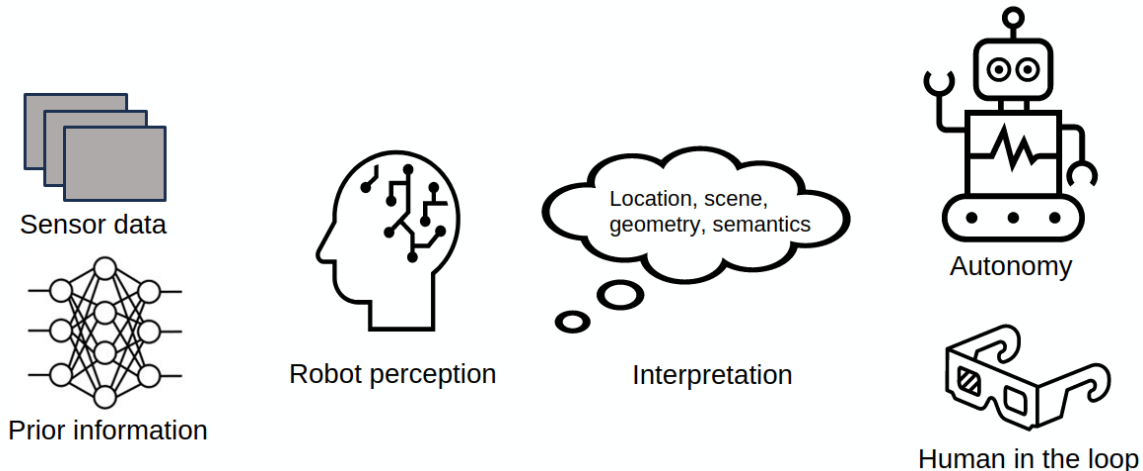 Sensor data
Prior information
Robot perception
Location, scene,
geometry, semantics
Interpretation
Autonomy
Human in the loop